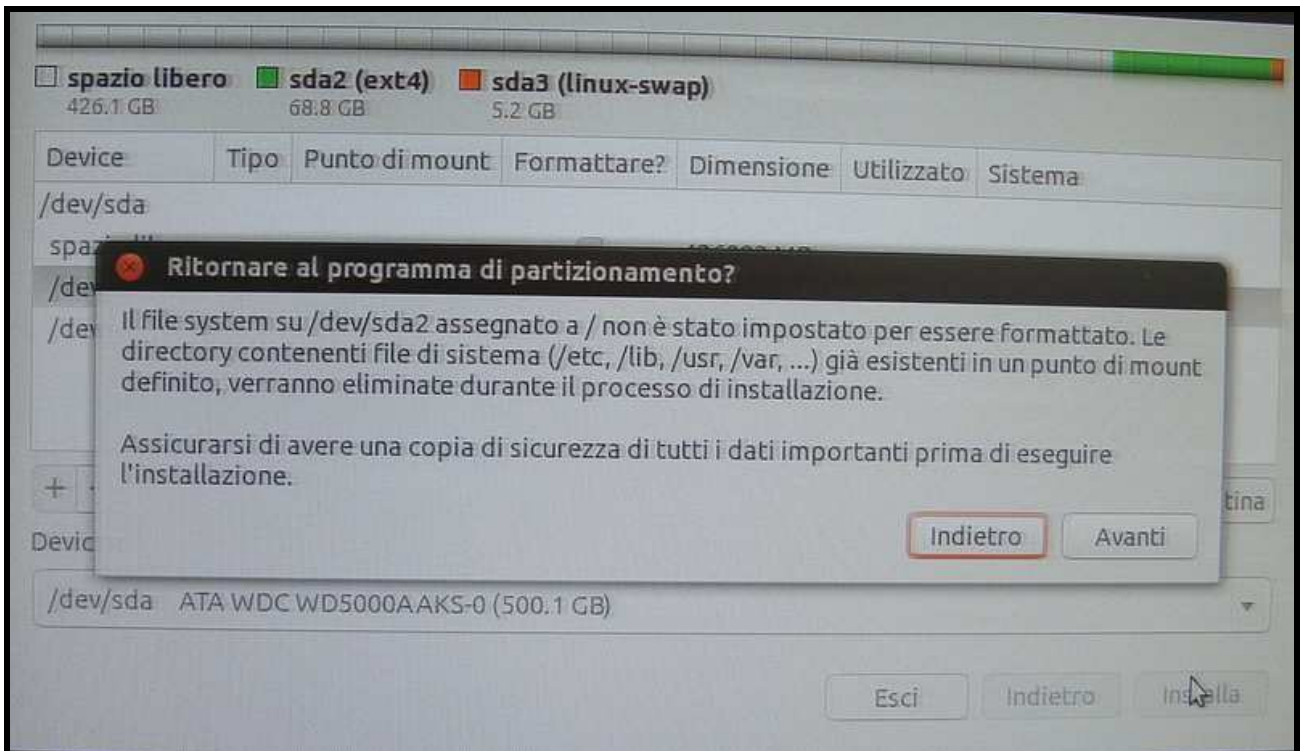 spazio libero sda2 (ext4) sda3 (linux-swap)
426.1 GB 68.8 GB 5.2 GB
Device Tipo Punto di mount Formattare? Dimensione Utilizzato Sistema
/dev/sda
Ritornare al programma di partizionamento?
Il file system su /dev/sda2 assegnato a / non è stato impostato per essere formattato. Le
directory contenenti file di sistema (/etc, /lib, /usr, /var, ...) già esistenti in un punto di mount
definito, verranno eliminate durante il processo di installazione.
Assicurarsi di avere una copia di sicurezza di tutti i dati importanti prima di eseguire
l'installazione.
Indietro Avanti
/dev/sda ATA WDC WD5000AAKS-0 (500.1 GB)
Esci Indietro Installa